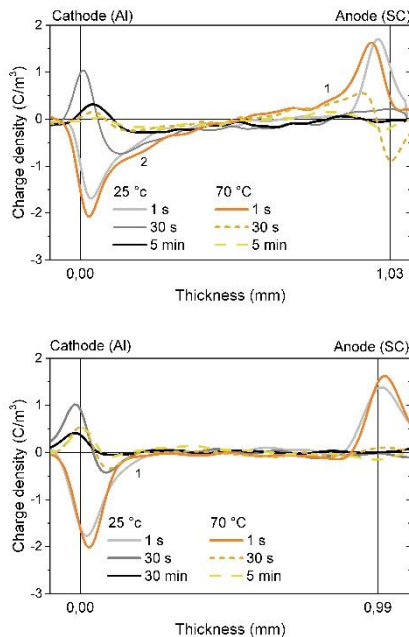 Cathode (Al) Anode (SC)
2
1
0
-1
-2
-3
Charge density (C/m³)
1
2
25 °c 70 °C
1 s 1 s
30 s 30 s
5 min 5 min
0,00 1,03
Thickness (mm)
Cathode (Al) Anode (SC)
2
1
0
-1
-2
-3
Charge density (C/m³)
1
25 °c 70 °C
1 s 1 s
30 s 30 s
30 min 5 min
0,00 0,99
Thickness (mm)